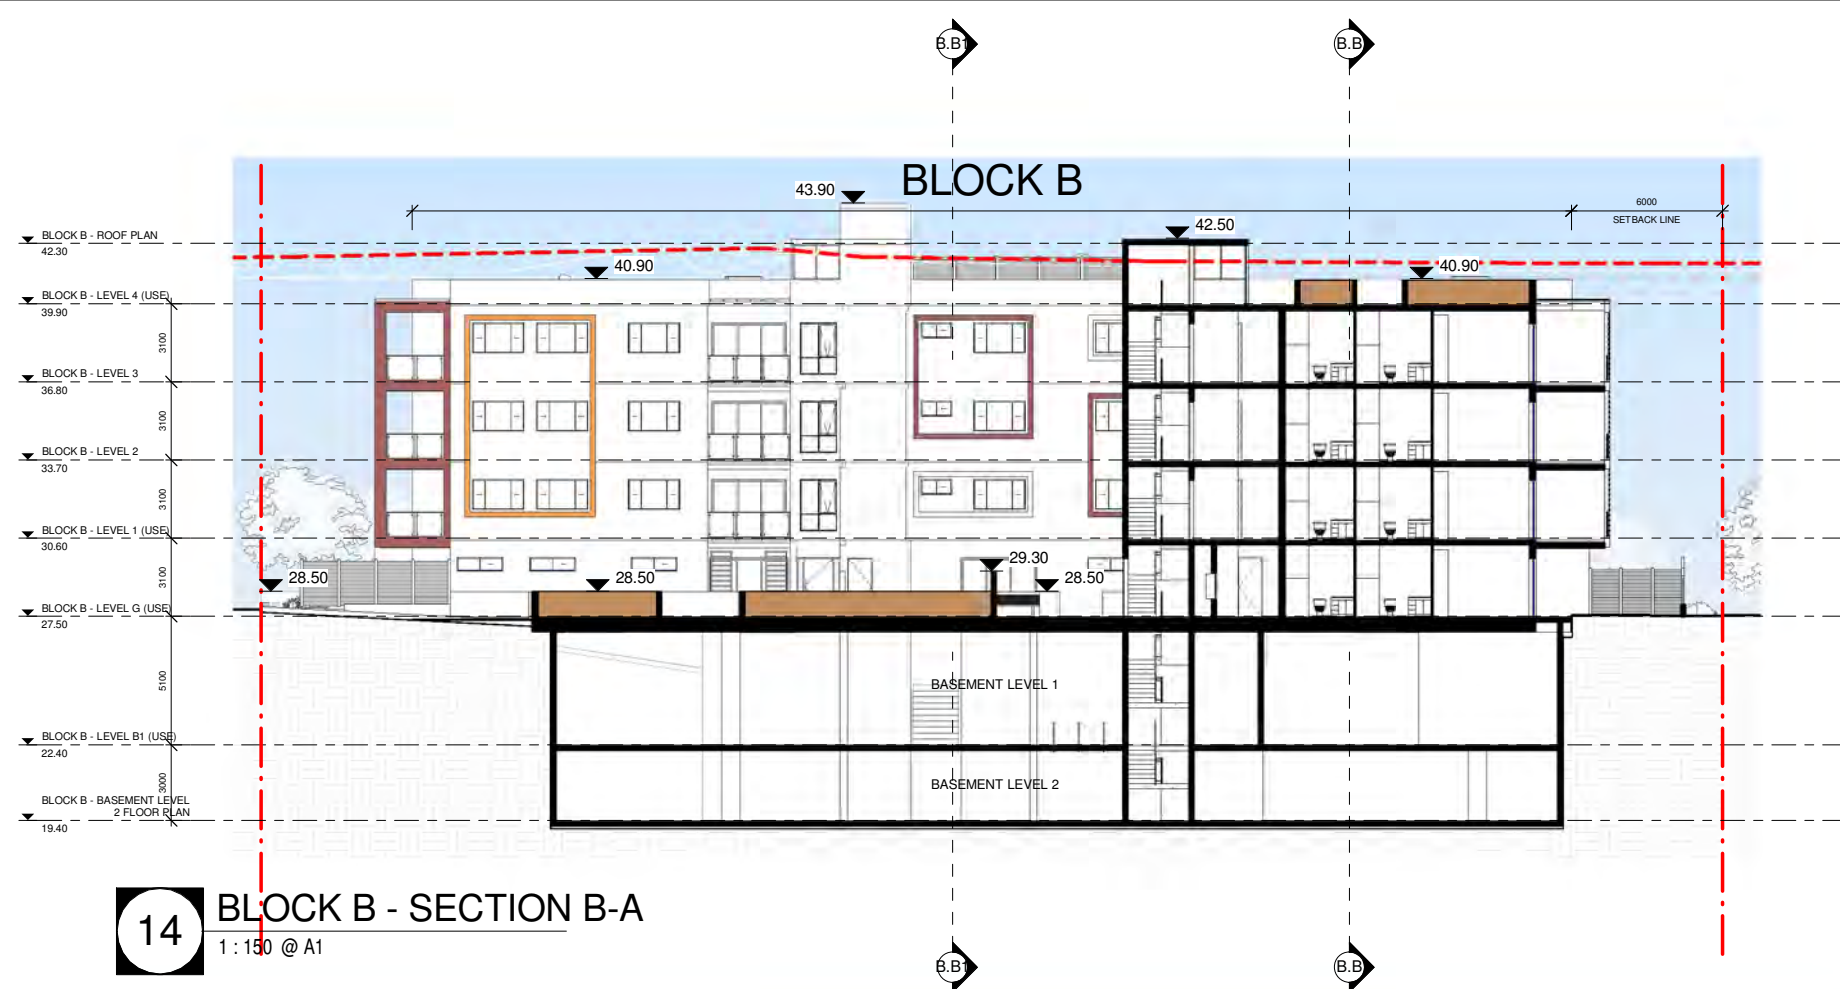 B.B1
B.B
BLOCK B
43.90
6000
SETBACK LINE
42.50
BLOCK B - ROOF PLAN
42.30
40.90
40.90
BLOCK B - LEVEL 4 (USE)
39.90
3100
BLOCK B - LEVEL 3
36.80
3100
BLOCK B - LEVEL 2
33.70
3100
BLOCK B - LEVEL 1 (USE)
30.60
3100
29.30
28.50
28.50
28.50
BLOCK B - LEVEL G (USE)
27.50
5100
BASEMENT LEVEL 1
BLOCK B - LEVEL B1 (USE)
22.40
3000
BASEMENT LEVEL 2
BLOCK B - BASEMENT LEVEL
2 FLOOR PLAN
19.40
14
BLOCK B - SECTION B-A
1 : 150 @ A1
B.B1
B.B